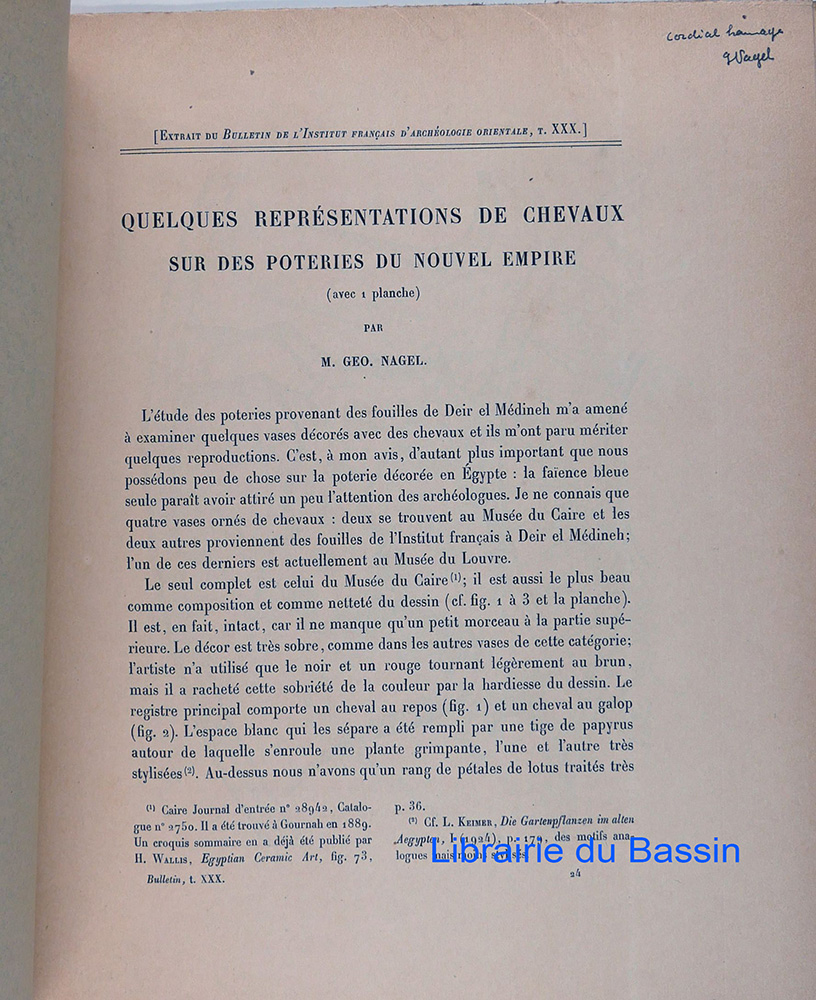 cordial hommage
GNagel
[Extrait du Bulletin de l'Institut français d'archéologie orientale, t. XXX.]
QUELQUES REPRÉSENTATIONS DE CHEVAUX
SUR DES POTERIES DU NOUVEL EMPIRE
(avec 1 planche)
PAR
M. GEO. NAGEL.
L'étude des poteries provenant des fouilles de Deir el Médineh m'a amené
à examiner quelques vases décorés avec des chevaux et ils m'ont paru mériter
quelques reproductions. C'est, à mon avis, d'autant plus important que nous
possédons peu de chose sur la poterie décorée en Égypte : la faïence bleue
seule paraît avoir attiré un peu l'attention des archéologues. Je ne connais que
quatre vases ornés de chevaux : deux se trouvent au Musée du Caire et les
deux autres proviennent des fouilles de l'Institut français à Deir el Médineh;
l'un de ces derniers est actuellement au Musée du Louvre.
Le seul complet est celui du Musée du Caire(1); il est aussi le plus beau
comme composition et comme netteté du dessin (cf. fig. 1 à 3 et la planche).
Il est, en fait, intact, car il ne manque qu'un petit morceau à la partie supé-
rieure. Le décor est très sobre, comme dans les autres vases de cette catégorie;
l'artiste n'a utilisé que le noir et un rouge tournant légèrement au brun,
mais il a racheté cette sobriété de la couleur par la hardiesse du dessin. Le
registre principal comporte un cheval au repos (fig. 1) et un cheval au galop
(fig. 2). L'espace blanc qui les sépare a été rempli par une tige de papyrus
autour de laquelle s'enroule une plante grimpante, l'une et l'autre très
stylisées(2). Au-dessus nous n'avons qu'un rang de pétales de lotus traités très
(1) Caire Journal d'entrée n° 28942, Catalo-
gue n° 2750. Il a été trouvé à Gournah en 1889.
Un croquis sommaire en a déjà été publié par
H. Wallis, Egyptian Ceramic Art, fig. 73,
p. 36.
(2) Cf. L. Keimer, Die Gartenpflanzen im alten
Aegypten, I (1924), p. 179, des motifs ana-
logues mais moins stylisés.
Bulletin, t. XXX.
24
Librairie du Bassin